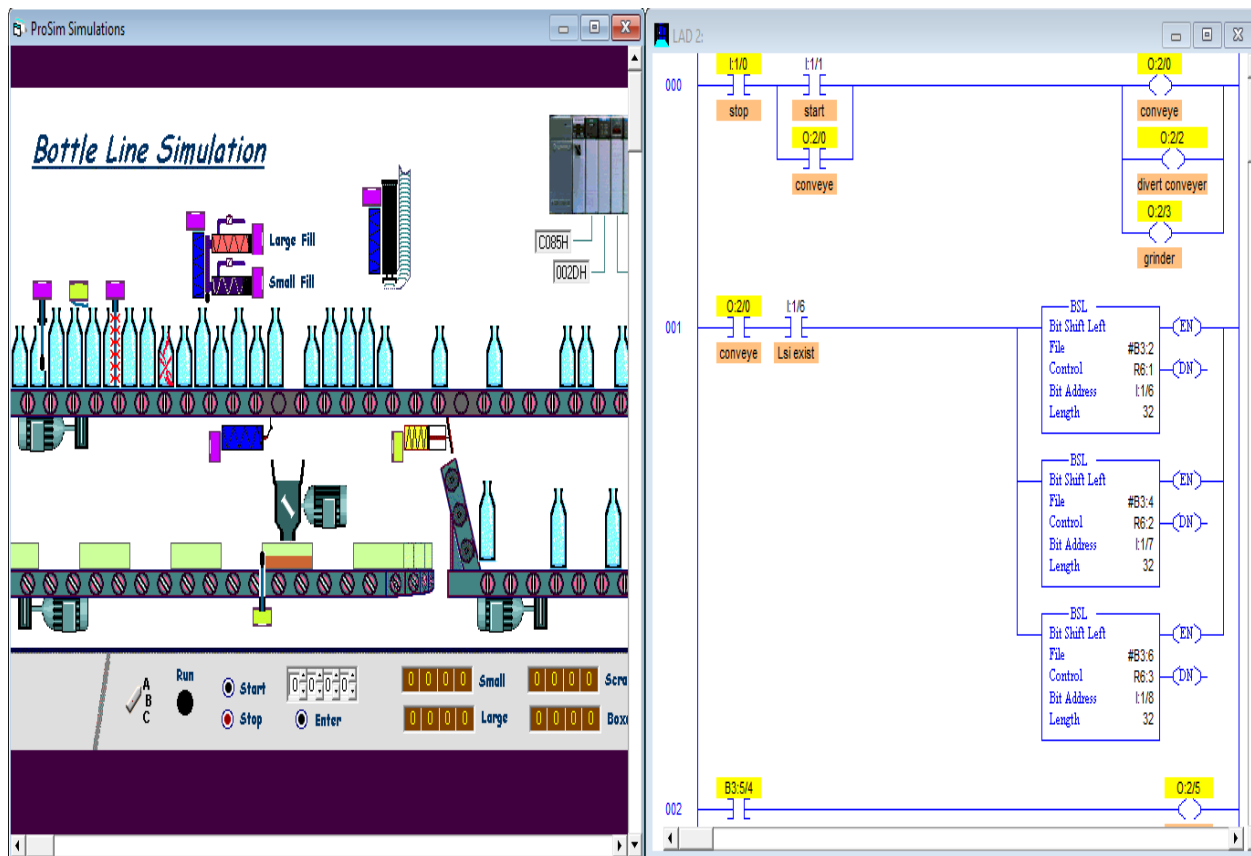 ProSim Simulations
Bottle Line Simulation
Large Fill
Small Fill
C085H
002DH
A
B
C
Run
Start
Stop
0 0 0 0
Enter
0 0 0 0 Small
0 0 0 0 Large
0 0 0 0 Scra
0 0 0 0 Boxe
LAD 2:
000
I:1/0
stop
I:1/1
start
O:2/0
conveye
O:2/0
conveye
O:2/2
divert conveyer
O:2/3
grinder
001
O:2/0
conveye
I:1/6
Lsi exist
BSL
Bit Shift Left
File #B3:2
Control R6:1
Bit Address I:1/6
Length 32
(EN)
(DN)
BSL
Bit Shift Left
File #B3:4
Control R6:2
Bit Address I:1/7
Length 32
(EN)
(DN)
BSL
Bit Shift Left
File #B3:6
Control R6:3
Bit Address I:1/8
Length 32
(EN)
(DN)
002
B3:5/4
O:2/5